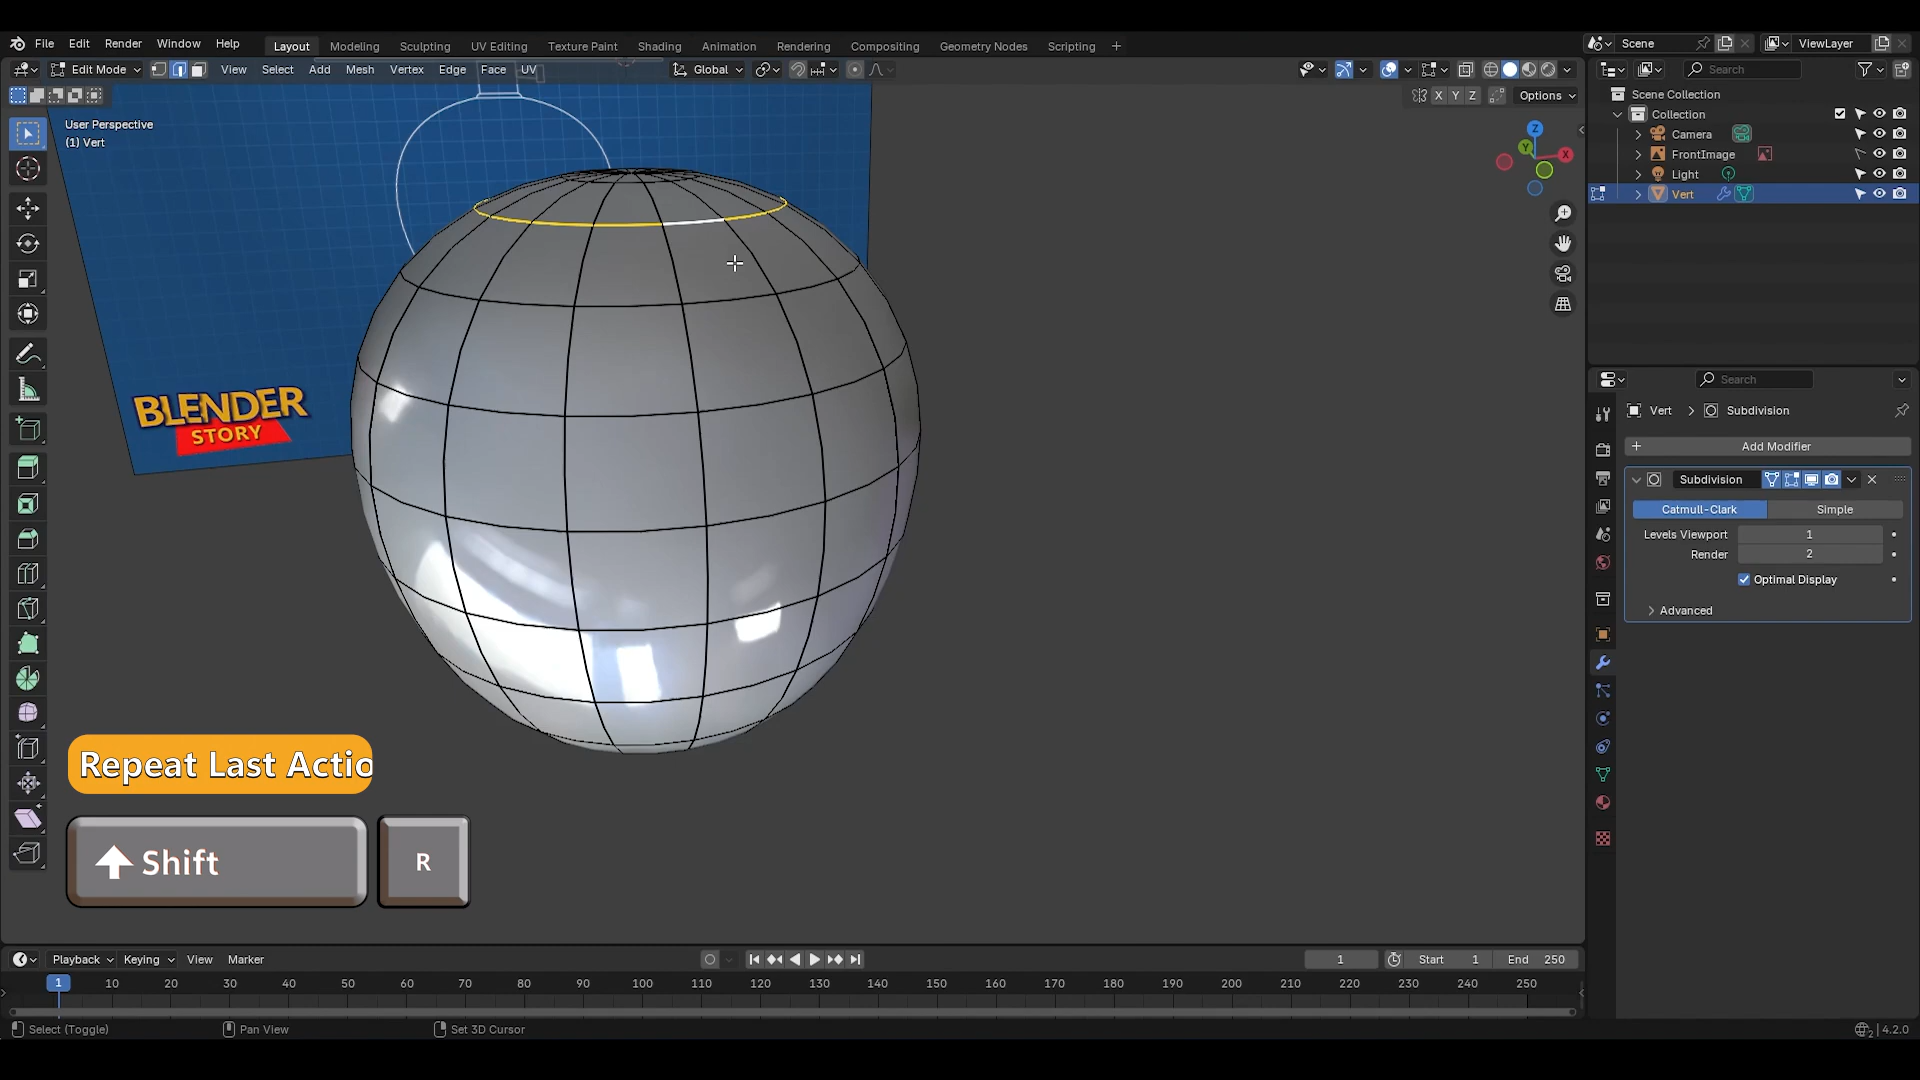 File Edit Render Window Help Layout Modeling Sculpting UV Editing Texture Paint Shading Animation Rendering Compositing Geometry Nodes Scripting + Scene ViewLayer
Edit Mode View Select Add Mesh Vertex Edge Face UV Global Search
X Y Z Options
User Perspective
(1) Vert
Z
Y
X
Scene Collection
Collection
Camera
FrontImage
Light
Vert
Search
Vert > Subdivision
+ Add Modifier
Subdivision
Catmull-Clark Simple
Levels Viewport 1
Render 2
Optimal Display
Advanced
BLENDER
STORY
Repeat Last Actio
Shift R
Playback Keying View Marker 1 Start 1 End 250
1 10 20 30 40 50 60 70 80 90 100 110 120 130 140 150 160 170 180 190 200 210 220 230 240 250
Select (Toggle) Pan View Set 3D Cursor 2 4.2.0